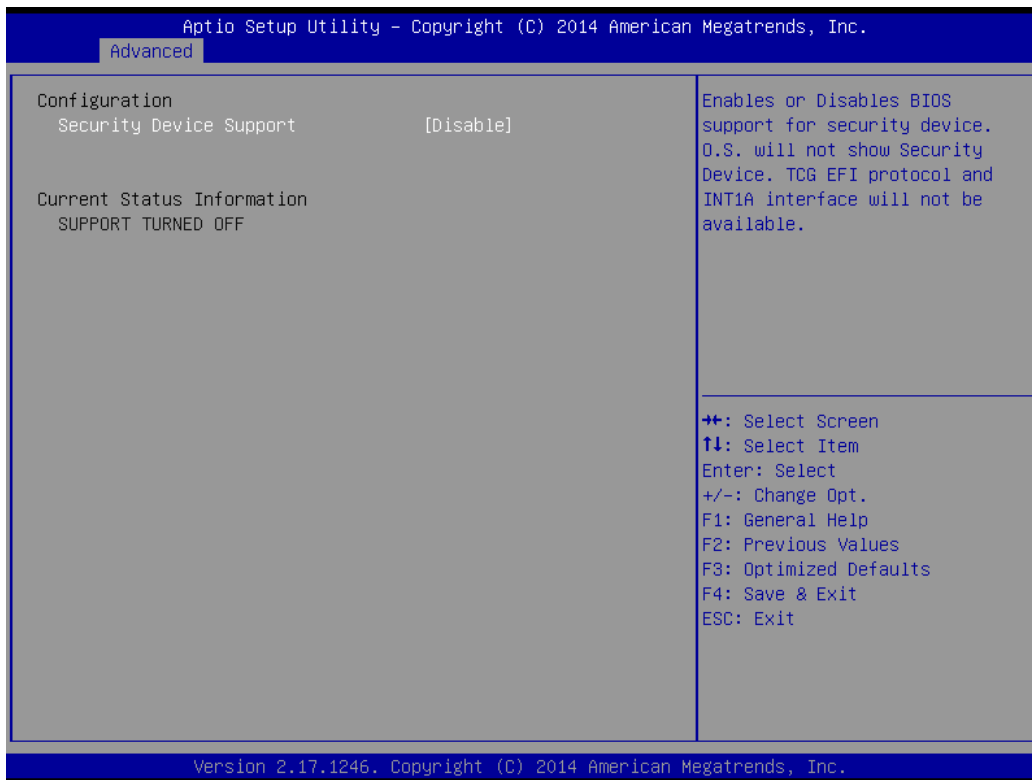 Aptio Setup Utility – Copyright (C) 2014 American Megatrends, Inc.
Advanced
Configuration
Security Device Support [Disable]
Current Status Information
SUPPORT TURNED OFF
Enables or Disables BIOS
support for security device.
O.S. will not show Security
Device. TCG EFI protocol and
INT1A interface will not be
available.
→←: Select Screen
↑↓: Select Item
Enter: Select
+/-: Change Opt.
F1: General Help
F2: Previous Values
F3: Optimized Defaults
F4: Save & Exit
ESC: Exit
Version 2.17.1246. Copyright (C) 2014 American Megatrends, Inc.